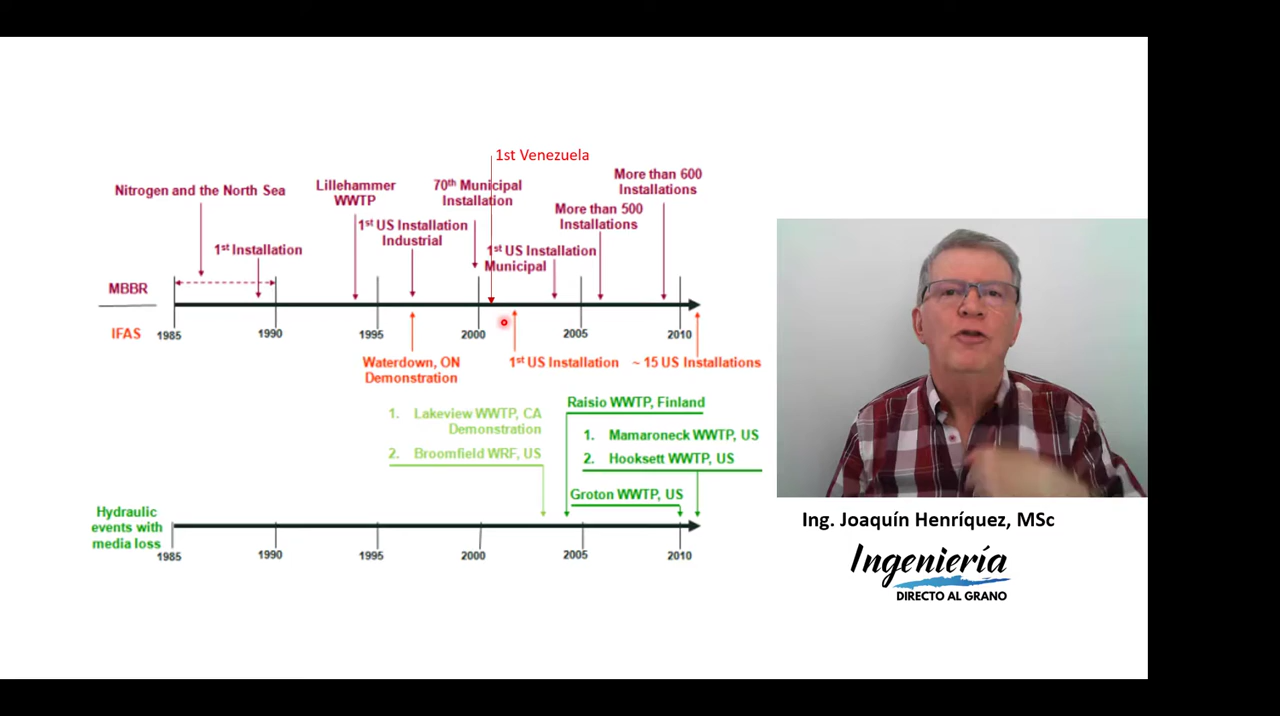 1st Venezuela
Nitrogen and the North Sea
Lillehammer
WWTP
70th Municipal
Installation
More than 600
Installations
1st Installation
1st US Installation
Industrial
1st US Installation
Municipal
More than 500
Installations
MBBR
IFAS
1985
1990
1995
2000
2005
2010
Waterdown, ON
Demonstration
1st US Installation
~ 15 US Installations
1. Lakeview WWTP, CA
Demonstration
2. Broomfield WRF, US
Raisio WWTP, Finland
1. Mamaroneck WWTP, US
2. Hooksett WWTP, US
Groton WWTP, US
Hydraulic
events with
media loss
1985
1990
1995
2000
2005
2010
Ing. Joaquín Henríquez, MSc
Ingeniería
DIRECTO AL GRANO